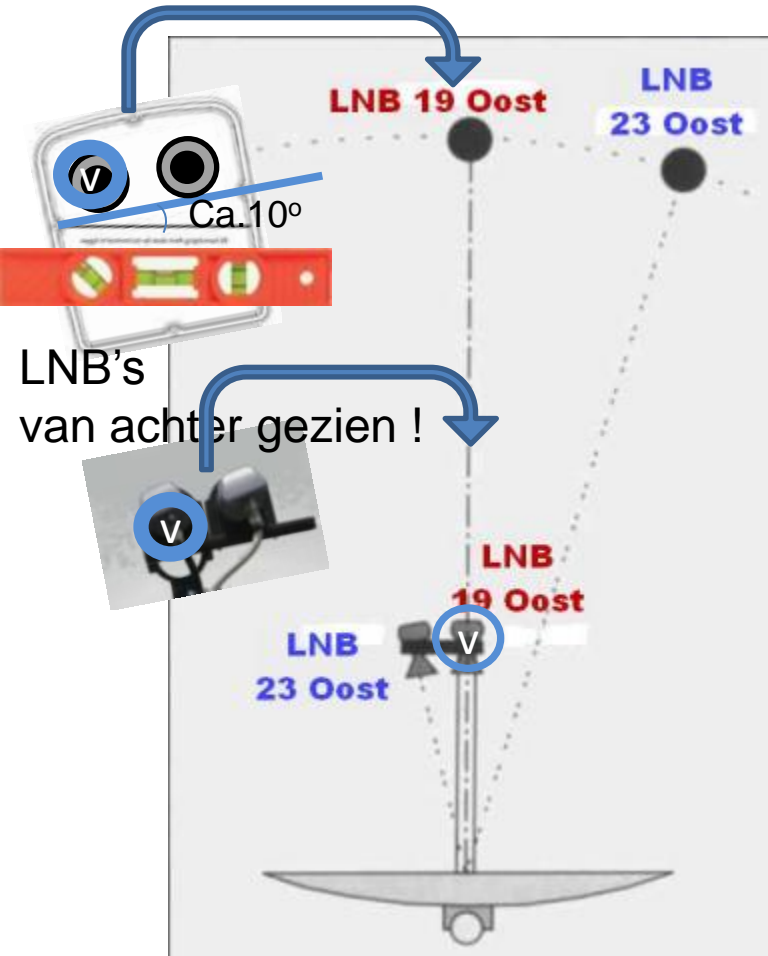 LNB 19 Oost
LNB
23 Oost
V
Ca.10º
LNB's
van achter gezien !
V
LNB
19 Oost
V
LNB
23 Oost